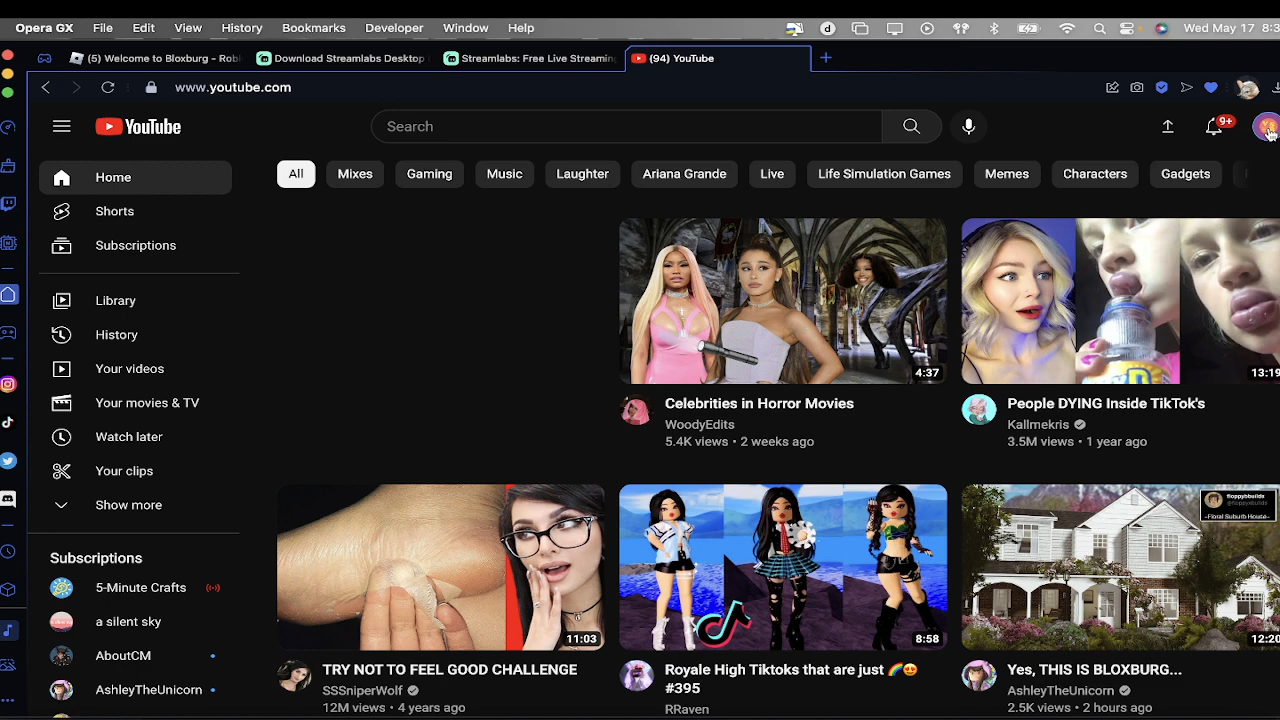 Opera GX File Edit View History Bookmarks Developer Window Help Wed May 17 8:3
(5) Welcome to Bloxburg - Rob Download Streamlabs Desktop Streamlabs: Free Live Streaming (94) YouTube
www.youtube.com
YouTube Search 9+
All Mixes Gaming Music Laughter Ariana Grande Live Life Simulation Games Memes Characters Gadgets
Home
Shorts
Subscriptions
Library
History
Your videos
Your movies & TV
Watch later
Your clips
Show more
Subscriptions
5-Minute Crafts
a silent sky
AboutCM
AshleyTheUnicorn
4:37
Celebrities in Horror Movies
WoodyEdits
5.4K views • 2 weeks ago
13:19
People DYING Inside TikTok's
Kallmekris
3.5M views • 1 year ago
11:03
TRY NOT TO FEEL GOOD CHALLENGE
SSSniperWolf
12M views • 4 years ago
8:58
Royale High Tiktoks that are just 🌈😍
#395
RRaven
floppybbuilds
~Floral Suburb House~
12:20
Yes, THIS IS BLOXBURG...
AshleyTheUnicorn
2.5K views • 2 hours ago